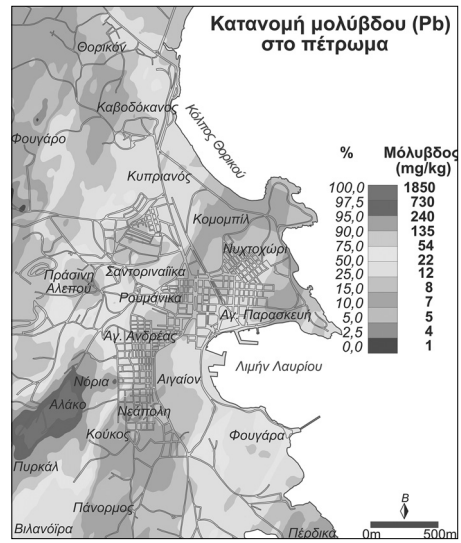 Κατανομή μολύβδου (Pb)
στο πέτρωμα
Θορικόν
Καβοδόκανος
Κόλπος Θορικού
Φουγάρο
Κυπριανός
% Μόλυβδος
(mg/kg)
100,0 1850
97,5 730
95,0 240
90,0 135
75,0 54
50,0 22
25,0 12
15,0 8
10,0 7
5,0 5
2,5 4
0,0 1
Κομομπίλ
Νυχτοχώρι
Πράσινη
Αλεπού
Σαντοριναίικα
Ρουμάνικα
Αγ. Παρασκευή
Αγ. Ανδρέας
Λιμήν Λαυρίου
Νόρια
Αιγαίον
Αλάκο
Νεάπολη
Κούκος
Φουγάρα
Πυρκάλ
Πάνορμος
Βιλανόϊρα
Πέρδικα
Β
0m 500m